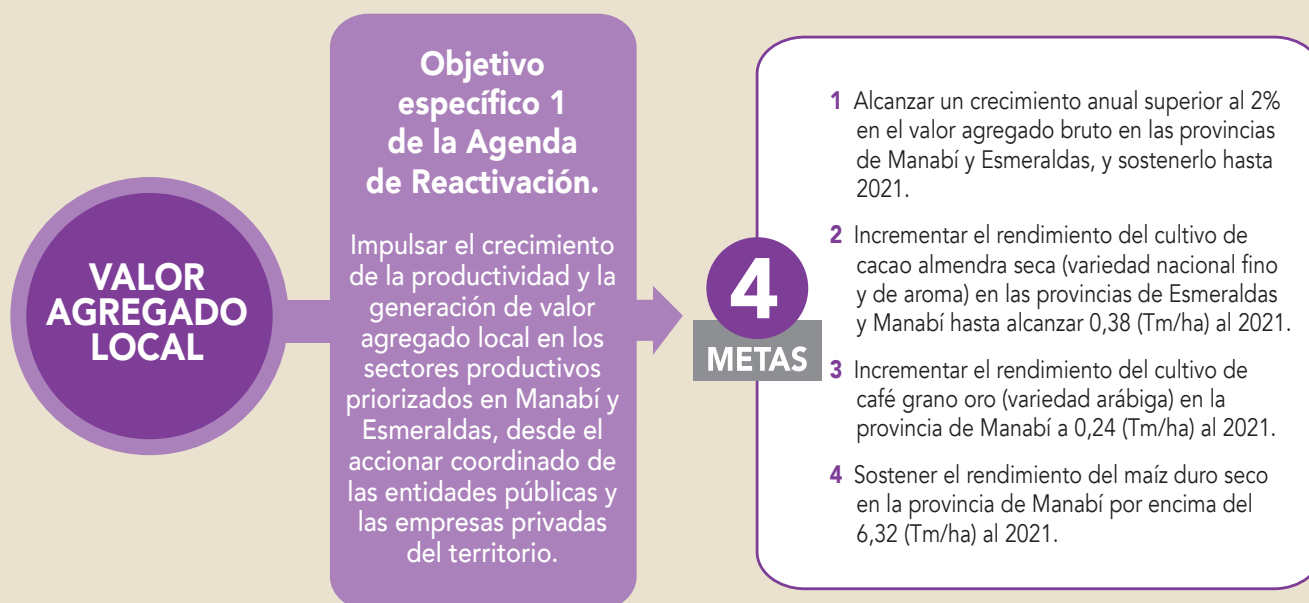 VALOR
AGREGADO
LOCAL
Objetivo
específico 1
de la Agenda
de Reactivación.
Impulsar el crecimiento
de la productividad y la
generación de valor
agregado local en los
sectores productivos
priorizados en Manabí y
Esmeraldas, desde el
accionar coordinado de
las entidades públicas y
las empresas privadas
del territorio.
4
METAS
1 Alcanzar un crecimiento anual superior al 2%
en el valor agregado bruto en las provincias
de Manabí y Esmeraldas, y sostenerlo hasta
2021.
2 Incrementar el rendimiento del cultivo de
cacao almendra seca (variedad nacional fino
y de aroma) en las provincias de Esmeraldas
y Manabí hasta alcanzar 0,38 (Tm/ha) al 2021.
3 Incrementar el rendimiento del cultivo de
café grano oro (variedad arábiga) en la
provincia de Manabí a 0,24 (Tm/ha) al 2021.
4 Sostener el rendimiento del maíz duro seco
en la provincia de Manabí por encima del
6,32 (Tm/ha) al 2021.